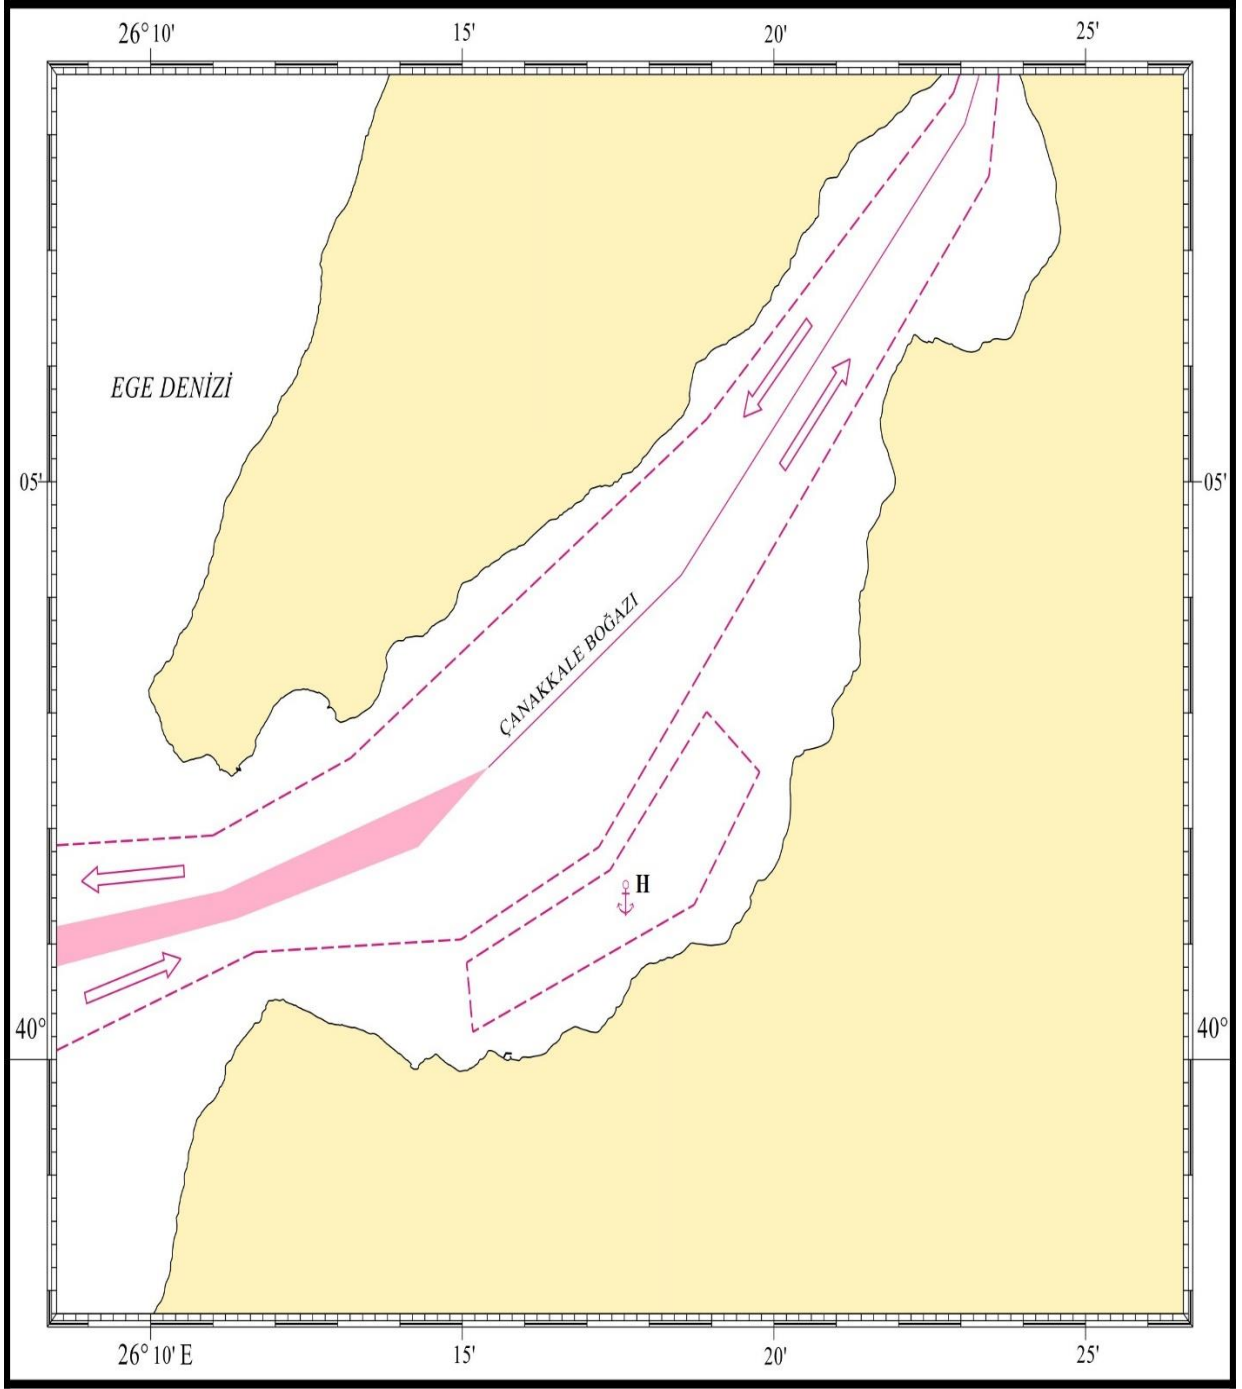 26° 10' 15' 20' 25'
EGE DENİZİ
05' 05'
ÇANAKKALE BOĞAZI
H
40° 40°
26° 10' E 15' 20' 25'